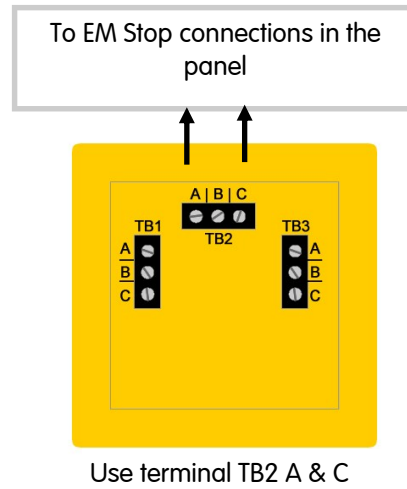 To EM Stop connections in the
panel
A | B | C
TB2
TB1
A
B
C
TB3
A
B
C
Use terminal TB2 A & C